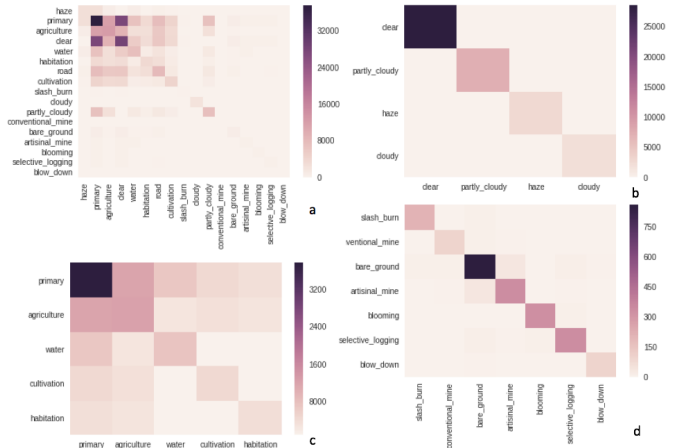 haze
primary
agriculture
clear
water
habitation
road
cultivation
slash_burn
cloudy
partly_cloudy
conventional_mine
bare_ground
artisinal_mine
blooming
selective_logging
blow_down
haze
primary
agriculture
clear
water
habitation
road
cultivation
slash_burn
cloudy
partly_cloudy
conventional_mine
bare_ground
artisinal_mine
blooming
selective_logging
blow_down
32000
24000
16000
8000
0
a
clear
partly_cloudy
haze
cloudy
clear
partly_cloudy
haze
cloudy
25000
20000
15000
10000
5000
0
b
primary
agriculture
water
cultivation
habitation
primary
agriculture
water
cultivation
habitation
3200
2400
1600
8000
c
slash_burn
ventional_mine
bare_ground
artisinal_mine
blooming
selective_logging
blow_down
slash_burn
conventional_mine
bare_ground
artisinal_mine
blooming
selective_logging
blow_down
750
600
450
300
150
0
d